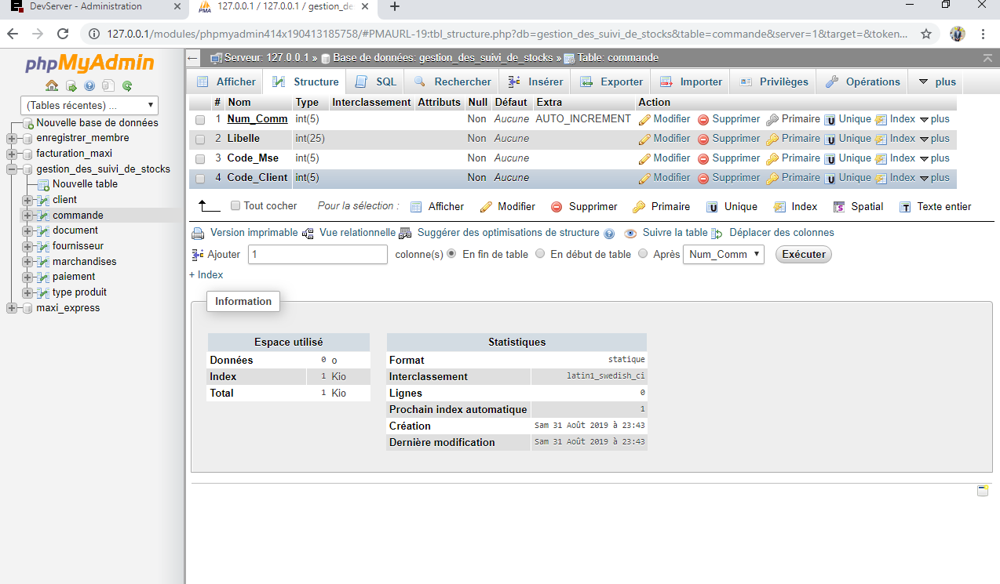 DevServer - Administration
127.0.0.1 / 127.0.0.1 / gestion_de
127.0.0.1/modules/phpmyadmin414x190413185758/#PMAURL-19:tbl_structure.php?db=gestion_des_suivi_de_stocks&table=commande&server=1&target=&token...
phpMyAdmin
(Tables récentes) ...
Nouvelle base de données
enregistrer_membre
facturation_maxi
gestion_des_suivi_de_stocks
Nouvelle table
client
commande
document
fournisseur
marchandises
paiement
type produit
maxi_express
Serveur: 127.0.0.1 » Base de données: gestion_des_suivi_de_stocks » Table: commande
Afficher Structure SQL Rechercher Insérer Exporter Importer Privilèges Opérations plus
# Nom Type Interclassement Attributs Null Défaut Extra Action
1 Num_Comm int(5) Non Aucune AUTO_INCREMENT Modifier Supprimer Primaire Unique Index plus
2 Libelle int(25) Non Aucune Modifier Supprimer Primaire Unique Index plus
3 Code_Mse int(5) Non Aucune Modifier Supprimer Primaire Unique Index plus
4 Code_Client int(5) Non Aucune Modifier Supprimer Primaire Unique Index plus
Tout cocher Pour la sélection : Afficher Modifier Supprimer Primaire Unique Index Spatial Texte entier
Version imprimable Vue relationnelle Suggérer des optimisations de structure Suivre la table Déplacer des colonnes
Ajouter 1 colonne(s) En fin de table En début de table Après Num_Comm Exécuter
+ Index
Information
Espace utilisé
Données 0 o
Index 1 Kio
Total 1 Kio
Statistiques
Format statique
Interclassement latin1_swedish_ci
Lignes 0
Prochain index automatique 1
Création Sam 31 Août 2019 à 23:43
Dernière modification Sam 31 Août 2019 à 23:43